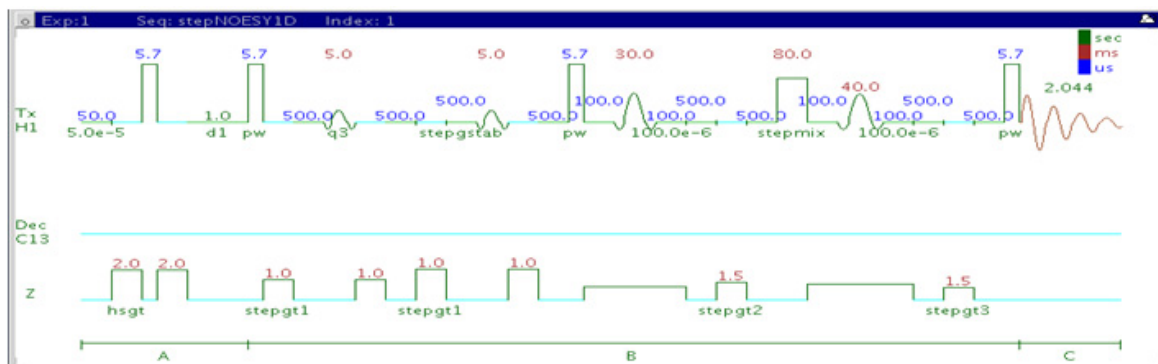 Exp:1 Seq: stepNOESY1D Index: 1
sec
ms
us
5.7 5.7 5.0 5.0 5.7 30.0 80.0 5.7
40.0 2.044
Tx 50.0 1.0 500.0 500.0 500.0 500.0 100.0 500.0 100.0 500.0 100.0 500.0 100.0 500.0
H1 5.0e-5 d1 pw q3 stepgstab pw 100.0e-6 stepmix 100.0e-6 pw
Dec
C13
2.0 2.0 1.0 1.0 1.0 1.0 1.5 1.5
Z
hsgt stepgt1 stepgt1 stepgt2 stepgt3
A B C